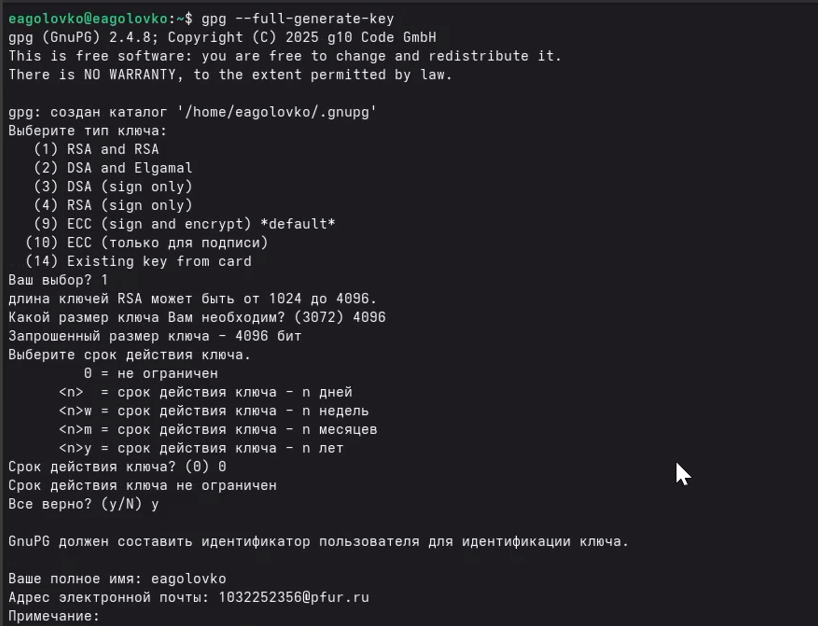 eagolovko@eagolovko:~$ gpg --full-generate-key
gpg (GnuPG) 2.4.8; Copyright (C) 2025 g10 Code GmbH
This is free software: you are free to change and redistribute it.
There is NO WARRANTY, to the extent permitted by law.
gpg: создан каталог '/home/eagolovko/.gnupg'
Выберите тип ключа:
(1) RSA and RSA
(2) DSA and Elgamal
(3) DSA (sign only)
(4) RSA (sign only)
(9) ECC (sign and encrypt) *default*
(10) ECC (только для подписи)
(14) Existing key from card
Ваш выбор? 1
длина ключей RSA может быть от 1024 до 4096.
Какой размер ключа Вам необходим? (3072) 4096
Запрошенный размер ключа - 4096 бит
Выберите срок действия ключа.
0 = не ограничен
<n>  = срок действия ключа - n дней
<n>w = срок действия ключа - n недель
<n>m = срок действия ключа - n месяцев
<n>y = срок действия ключа - n лет
Срок действия ключа? (0) 0
Срок действия ключа не ограничен
Все верно? (y/N) y
GnuPG должен составить идентификатор пользователя для идентификации ключа.
Ваше полное имя: eagolovko
Адрес электронной почты: 1032252356@pfur.ru
Примечание: